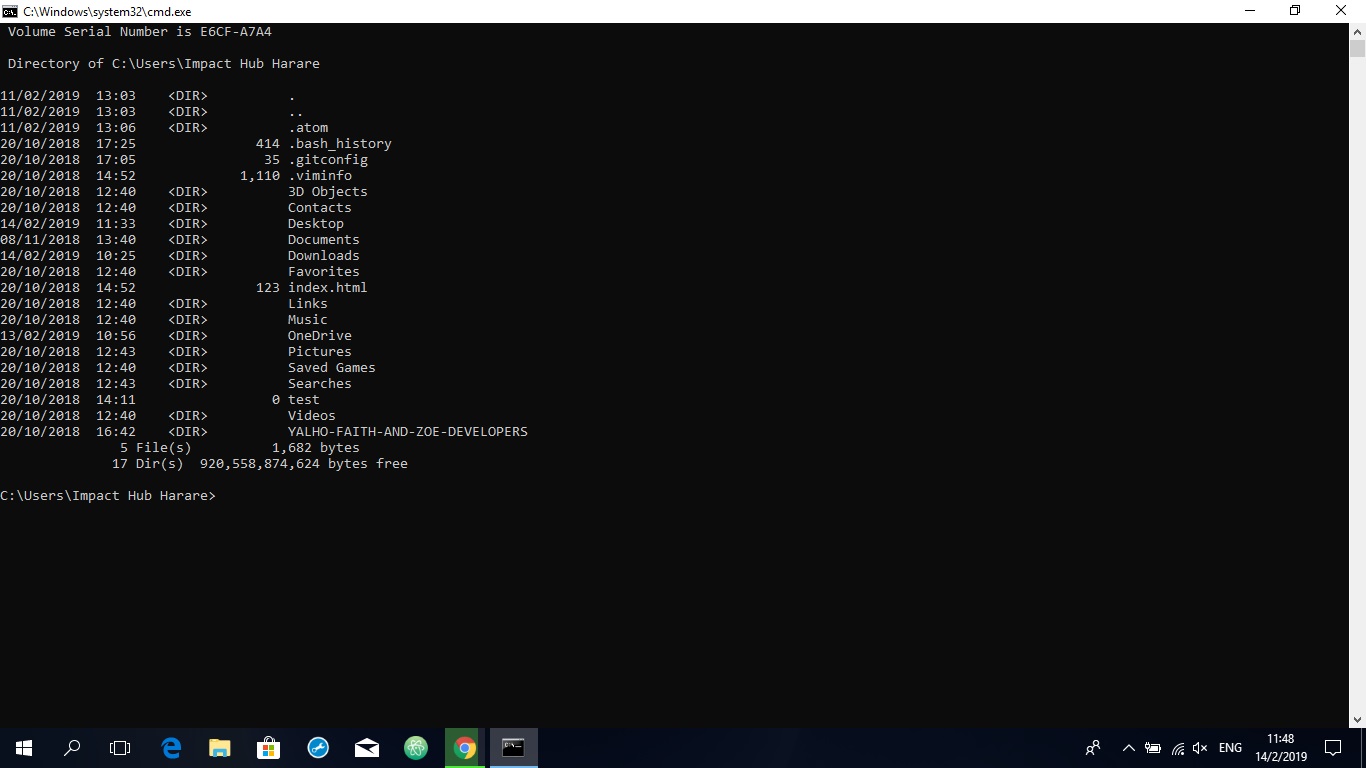 C:\Windows\system32\cmd.exe
 Volume Serial Number is E6CF-A7A4

 Directory of C:\Users\Impact Hub Harare

11/02/2019  13:03    <DIR>          .
11/02/2019  13:03    <DIR>          ..
11/02/2019  13:06    <DIR>          .atom
20/10/2018  17:25               414 .bash_history
20/10/2018  17:05                35 .gitconfig
20/10/2018  14:52             1,110 .viminfo
20/10/2018  12:40    <DIR>          3D Objects
20/10/2018  12:40    <DIR>          Contacts
14/02/2019  11:33    <DIR>          Desktop
08/11/2018  13:40    <DIR>          Documents
14/02/2019  10:25    <DIR>          Downloads
20/10/2018  12:40    <DIR>          Favorites
20/10/2018  14:52               123 index.html
20/10/2018  12:40    <DIR>          Links
20/10/2018  12:40    <DIR>          Music
13/02/2019  10:56    <DIR>          OneDrive
20/10/2018  12:43    <DIR>          Pictures
20/10/2018  12:40    <DIR>          Saved Games
20/10/2018  12:43    <DIR>          Searches
20/10/2018  14:11                 0 test
20/10/2018  12:40    <DIR>          Videos
20/10/2018  16:42    <DIR>          YALHO-FAITH-AND-ZOE-DEVELOPERS
               5 File(s)          1,682 bytes
              17 Dir(s)  920,558,874,624 bytes free

C:\Users\Impact Hub Harare>
ENG
11:48
14/2/2019